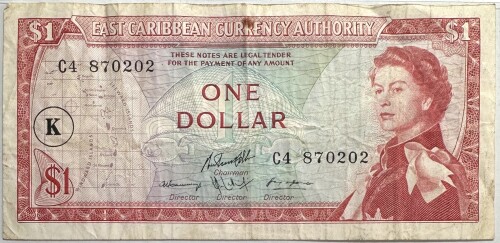 $1 EAST CARIBBEAN CURRENCY AUTHORITY $1
THESE NOTES ARE LEGAL TENDER
FOR THE PAYMENT OF ANY AMOUNT
C4 870202
ONE
DOLLAR
K
C4 870202
Chairman
$1
Director Director Director